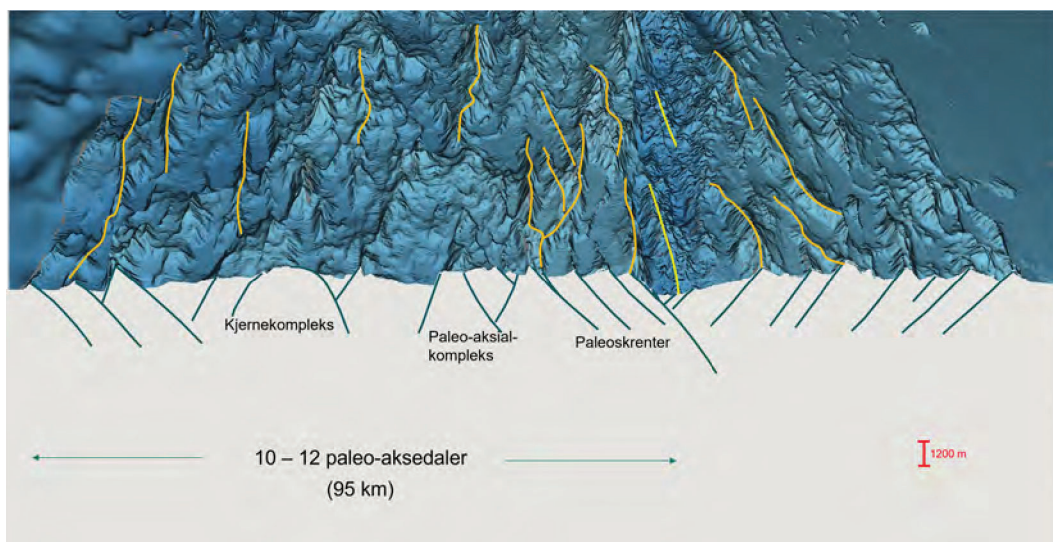 Kjernekompleks
Paleo-aksial-
kompleks
Paleoskrenter
10 – 12 paleo-aksedaler
(95 km)
1200 m